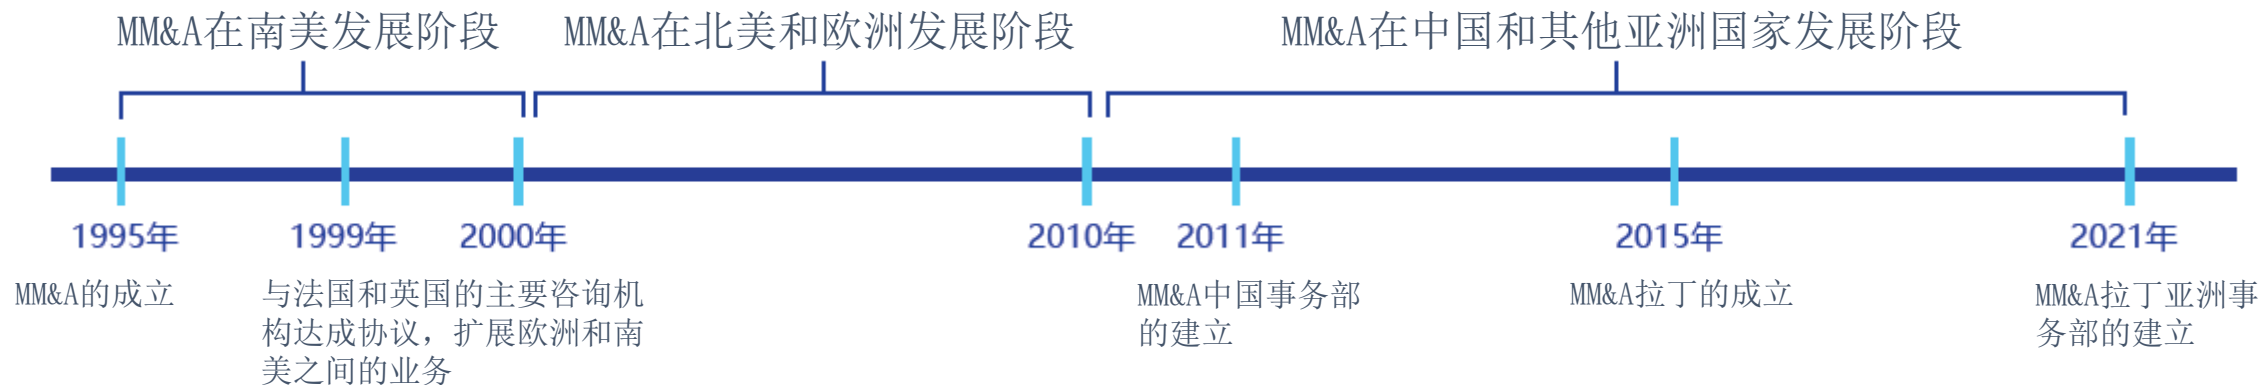 MM&A在南美发展阶段
MM&A在北美和欧洲发展阶段
MM&A在中国和其他亚洲国家发展阶段
1995年
1999年
2000年
2010年
2011年
2015年
2021年
MM&A的成立
与法国和英国的主要咨询机
构达成协议，扩展欧洲和南
美之间的业务
MM&A中国事务部
的建立
MM&A拉丁的成立
MM&A拉丁亚洲事
务部的建立